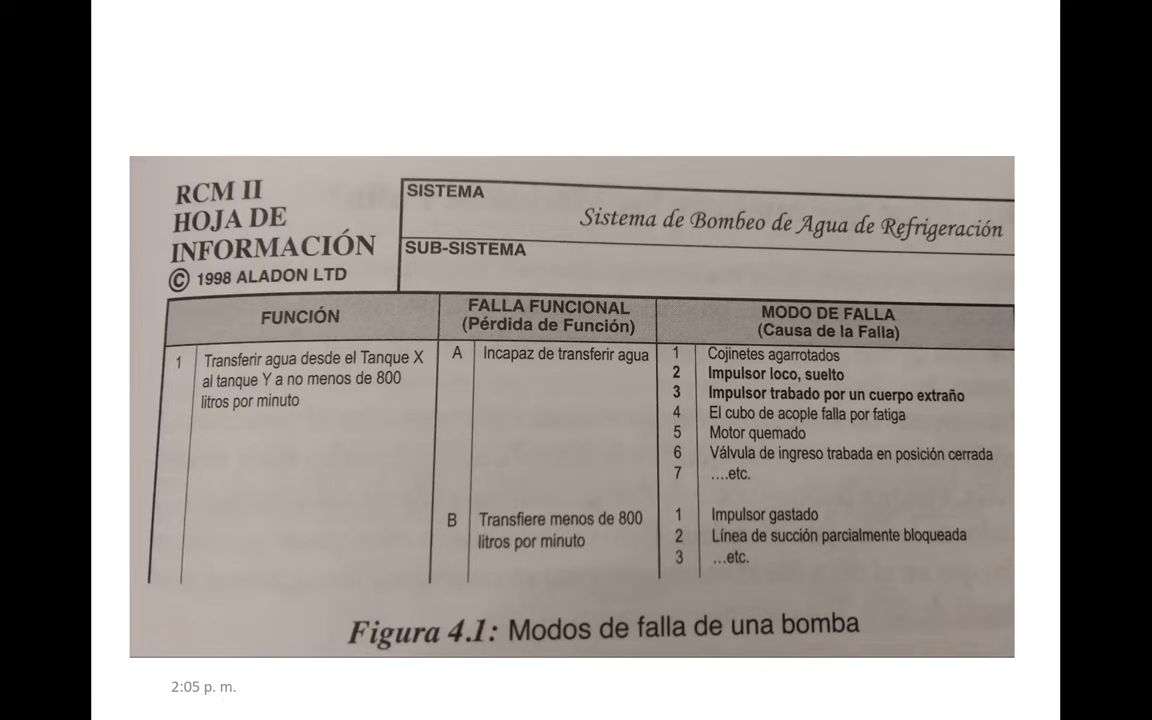 RCM II
HOJA DE
INFORMACIÓN
© 1998 ALADON LTD
SISTEMA
Sistema de Bombeo de Agua de Refrigeración
SUB-SISTEMA
FUNCIÓN
FALLA FUNCIONAL
(Pérdida de Función)
MODO DE FALLA
(Causa de la Falla)
1 Transferir agua desde el Tanque X
al tanque Y a no menos de 800
litros por minuto
A Incapaz de transferir agua
1 Cojinetes agarrotados
2 Impulsor loco, suelto
3 Impulsor trabado por un cuerpo extraño
4 El cubo de acople falla por fatiga
5 Motor quemado
6 Válvula de ingreso trabada en posición cerrada
7 ....etc.
B Transfiere menos de 800
litros por minuto
1 Impulsor gastado
2 Línea de succión parcialmente bloqueada
3 ...etc.
Figura 4.1: Modos de falla de una bomba
2:05 p. m.